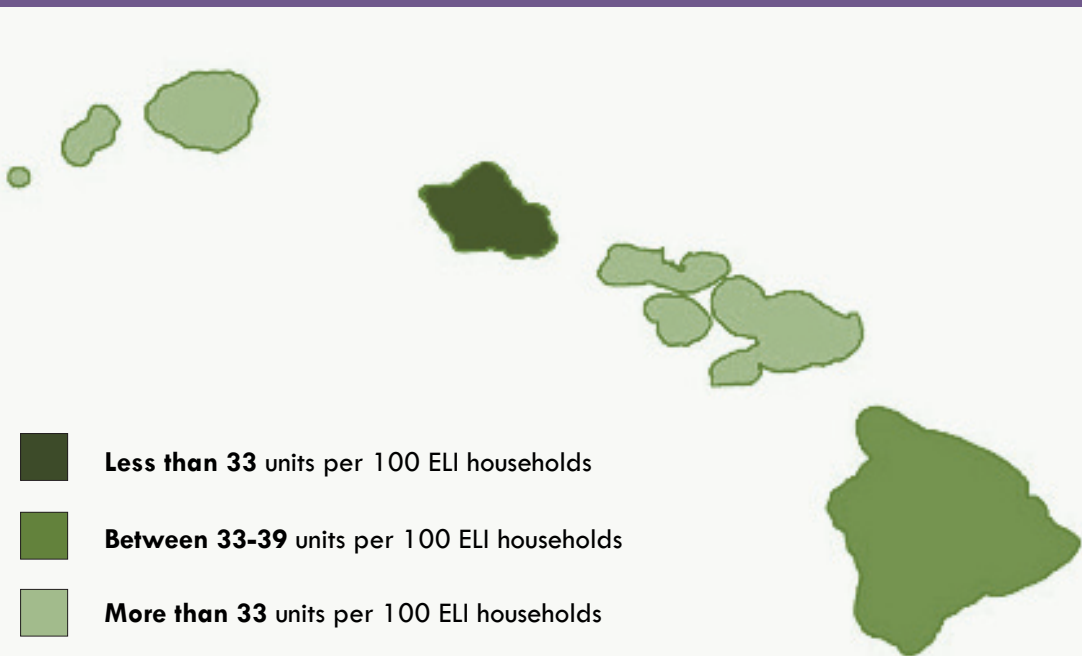 Less than 33 units per 100 ELI households
Between 33-39 units per 100 ELI households
More than 33 units per 100 ELI households